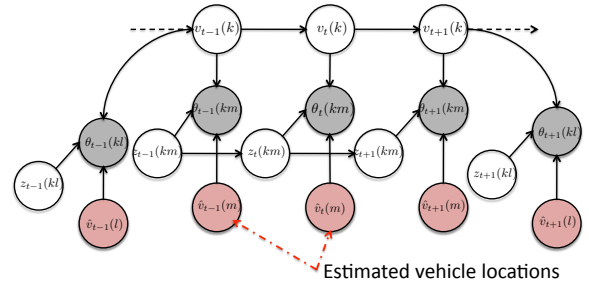 v_{t−1}(k) v_t(k) v_{t+1}(k)
θ_{t−1}(km) θ_t(km) θ_{t+1}(km)
θ_{t−1}(kl) z_{t−1}(km) z_t(km) z_{t+1}(km) θ_{t+1}(kl)
z_{t−1}(kl) z_{t+1}(kl)
v̂_{t−1}(l) v̂_{t−1}(m) v̂_t(m) v̂_{t+1}(m) v̂_{t+1}(l)
Estimated vehicle locations